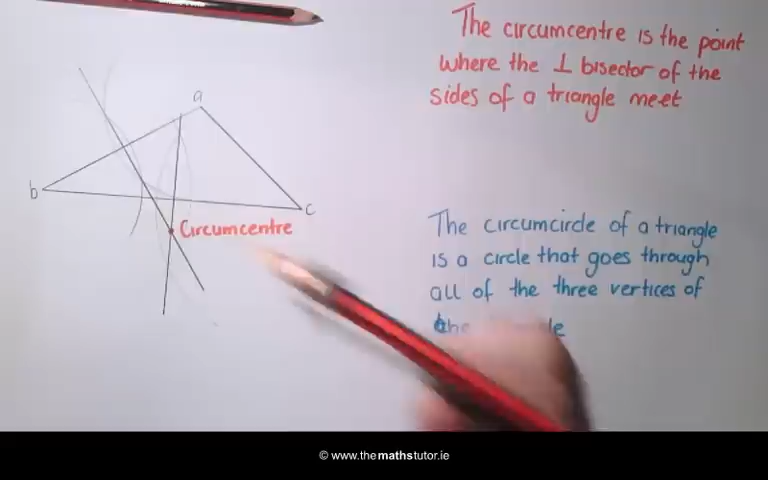 The circumcentre is the point
where the ⊥ bisector of the
sides of a triangle meet
a
b
c
Circumcentre
The circumcircle of a triangle
is a circle that goes through
all of the three vertices of
© www.themathstutor.ie